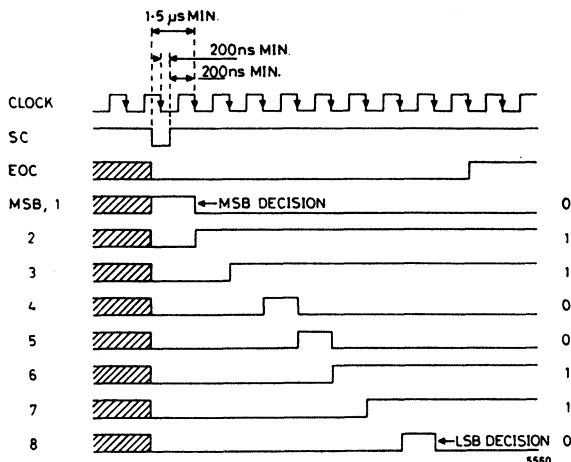 1·5 µs MIN.
200ns MIN.
200ns MIN.
CLOCK
SC
EOC
MSB, 1 ←MSB DECISION 0
2 1
3 1
4 0
5 0
6 1
7 1
8 ←LSB DECISION 0
5560